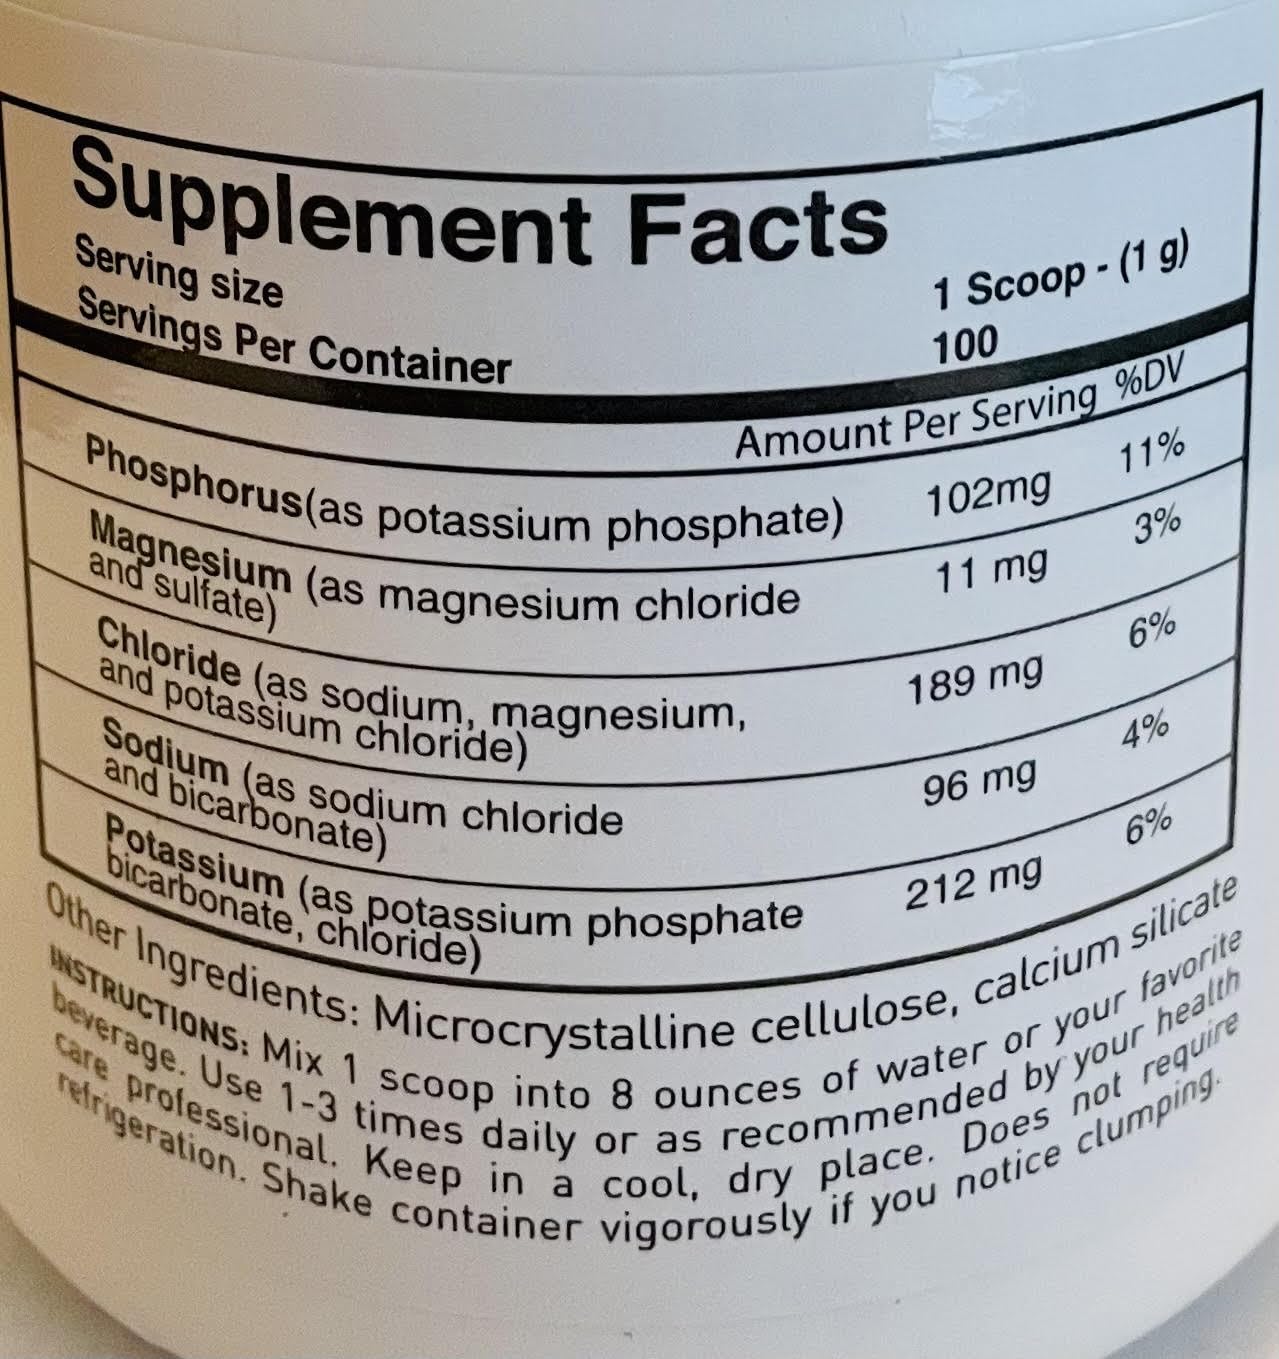 Supplement Facts
Serving size 1 Scoop - (1 g)
Servings Per Container 100
Amount Per Serving %DV
Phosphorus(as potassium phosphate) 102mg 11%
Magnesium (as magnesium chloride 11 mg 3%
and sulfate)
Chloride (as sodium, magnesium, 189 mg 6%
and potassium chloride)
Sodium (as sodium chloride 96 mg 4%
and bicarbonate)
Potassium (as potassium phosphate 212 mg 6%
bicarbonate, chloride)
Other Ingredients: Microcrystalline cellulose, calcium silicate
INSTRUCTIONS: Mix 1 scoop into 8 ounces of water or your favorite
beverage. Use 1-3 times daily or as recommended by your health
care professional. Keep in a cool, dry place. Does not require
refrigeration. Shake container vigorously if you notice clumping.